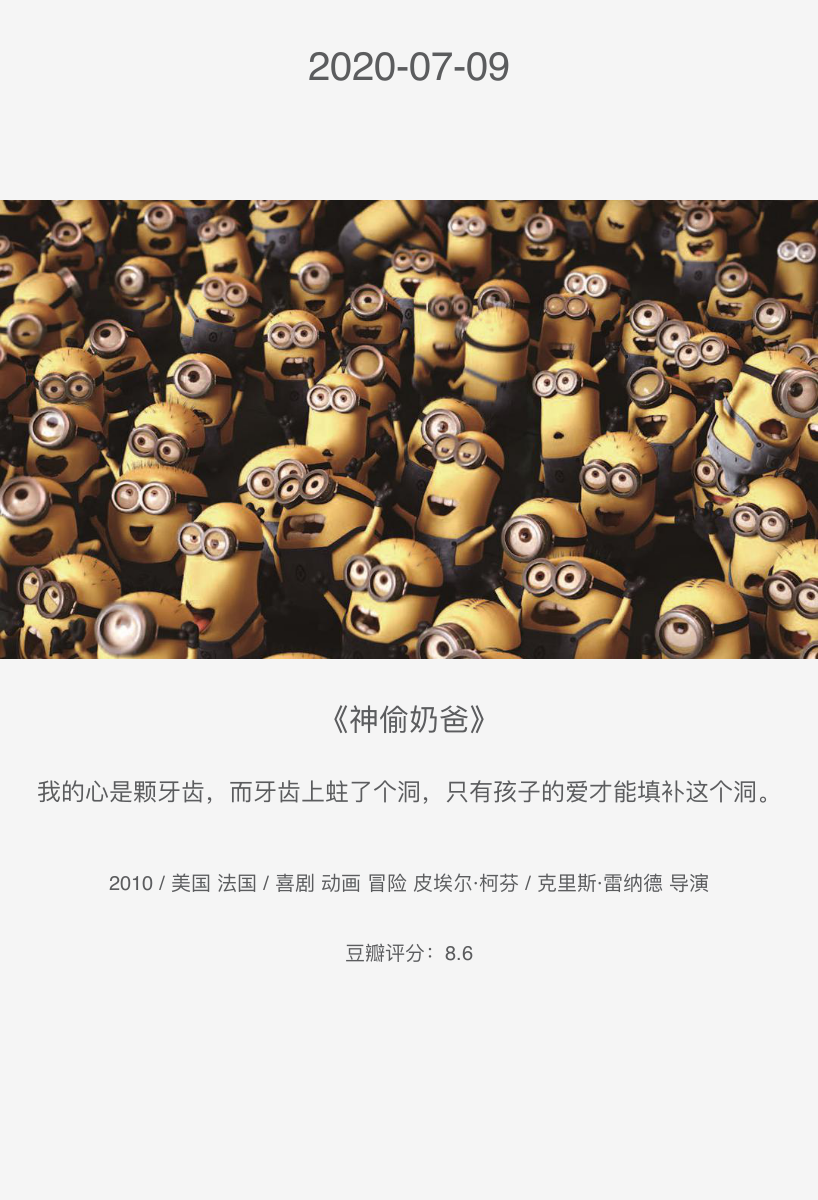 2020-07-09
《神偷奶爸》
我的心是颗牙齿，而牙齿上蛀了个洞，只有孩子的爱才能填补这个洞。
2010 / 美国 法国 / 喜剧 动画 冒险 皮埃尔·柯芬 / 克里斯·雷纳德 导演
豆瓣评分：8.6